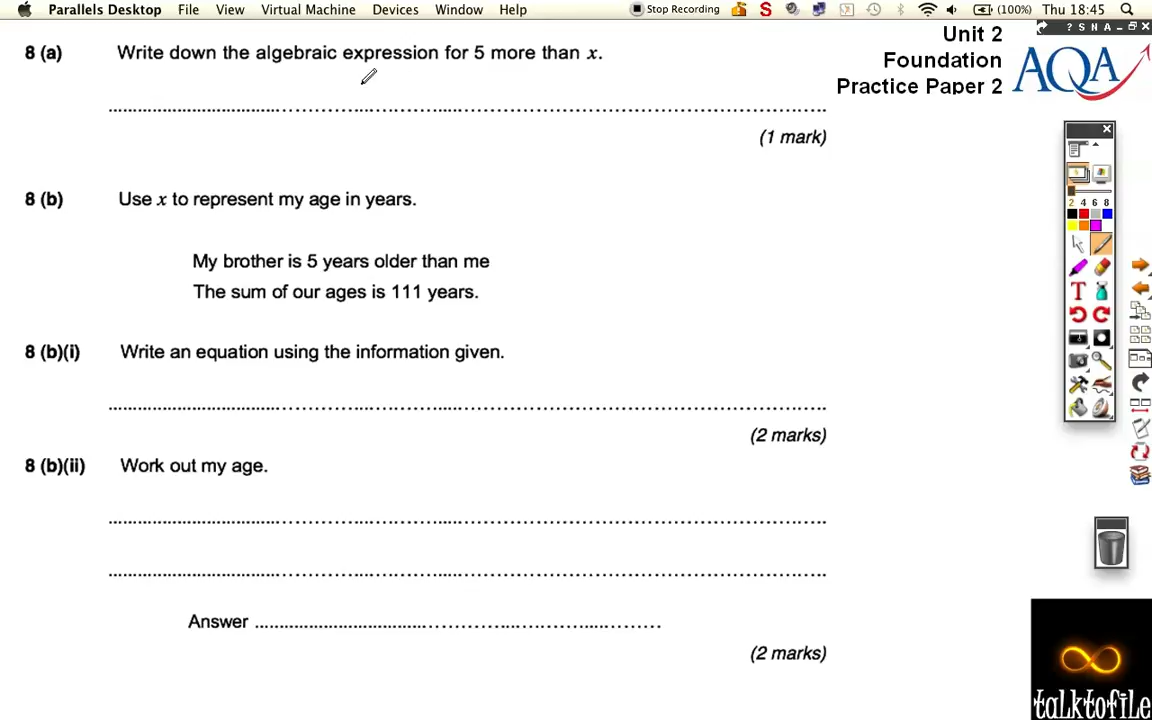 Parallels Desktop File View Virtual Machine Devices Window Help Stop Recording S (100%) Thu 18:45
? S N A
Unit 2
Foundation
Practice Paper 2
AQA
8 (a) Write down the algebraic expression for 5 more than x.
(1 mark)
8 (b) Use x to represent my age in years.
My brother is 5 years older than me
The sum of our ages is 111 years.
8 (b)(i) Write an equation using the information given.
(2 marks)
8 (b)(ii) Work out my age.
Answer ..........................................................
(2 marks)
2 4 6 8
T
talktofile